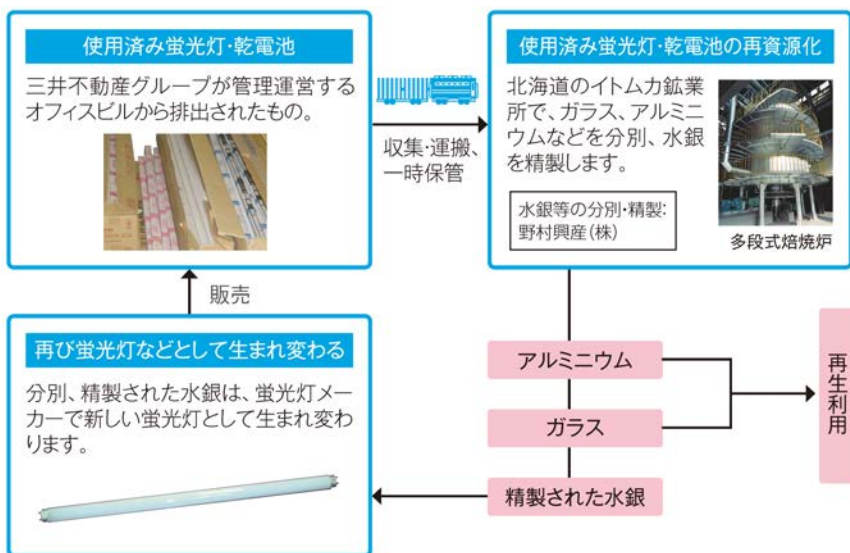 使用済み蛍光灯・乾電池
三井不動産グループが管理運営する
オフィスビルから排出されたもの。
収集・運搬、
一時保管
使用済み蛍光灯・乾電池の再資源化
北海道のイトムカ鉱業
所で、ガラス、アルミニ
ウムなどを分別、水銀
を精製します。
水銀等の分別・精製：
野村興産（株）
多段式焙焼炉
販売
再び蛍光灯などとして生まれ変わる
分別、精製された水銀は、蛍光灯メー
カーで新しい蛍光灯として生まれ変わ
ります。
アルミニウム
ガラス
精製された水銀
再生利用